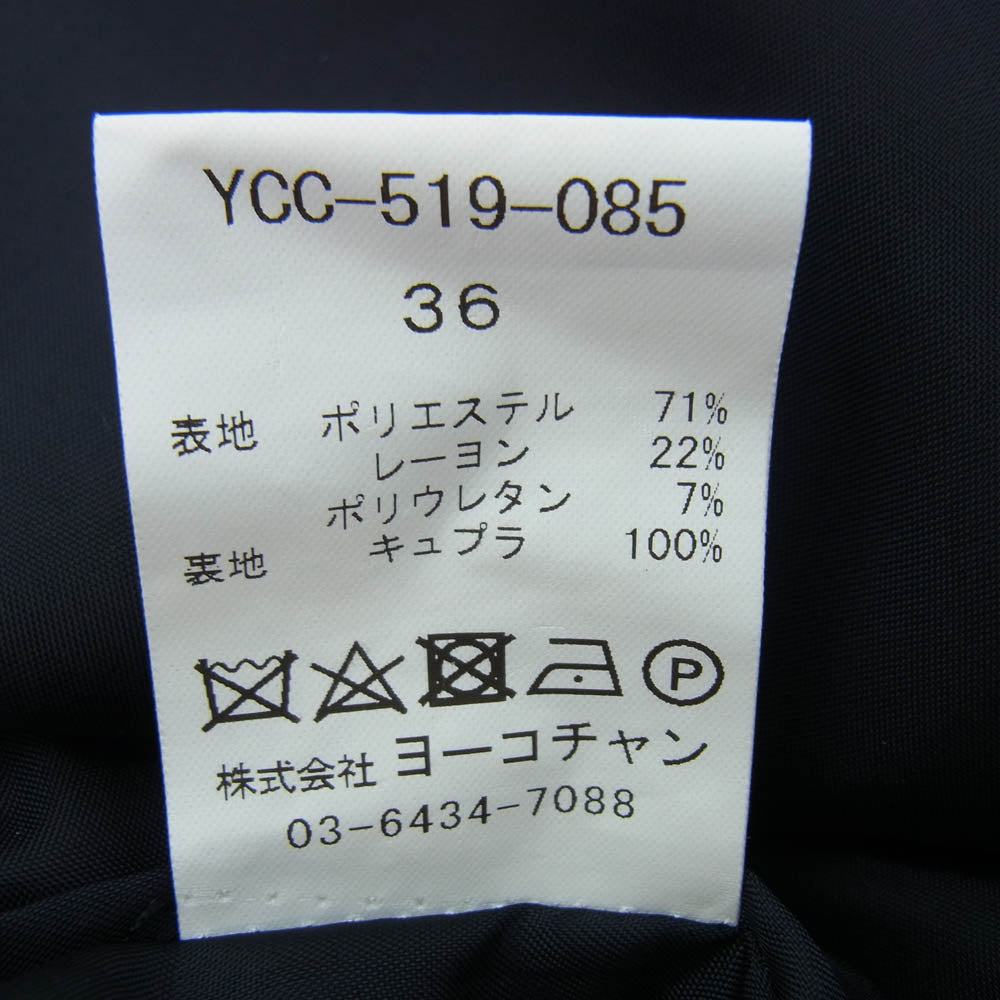 YCC-519-085
36
表地 ポリエステル 71%
レーヨン 22%
ポリウレタン 7%
裏地 キュプラ 100%
P
株式会社 ヨーコチャン
03-6434-7088